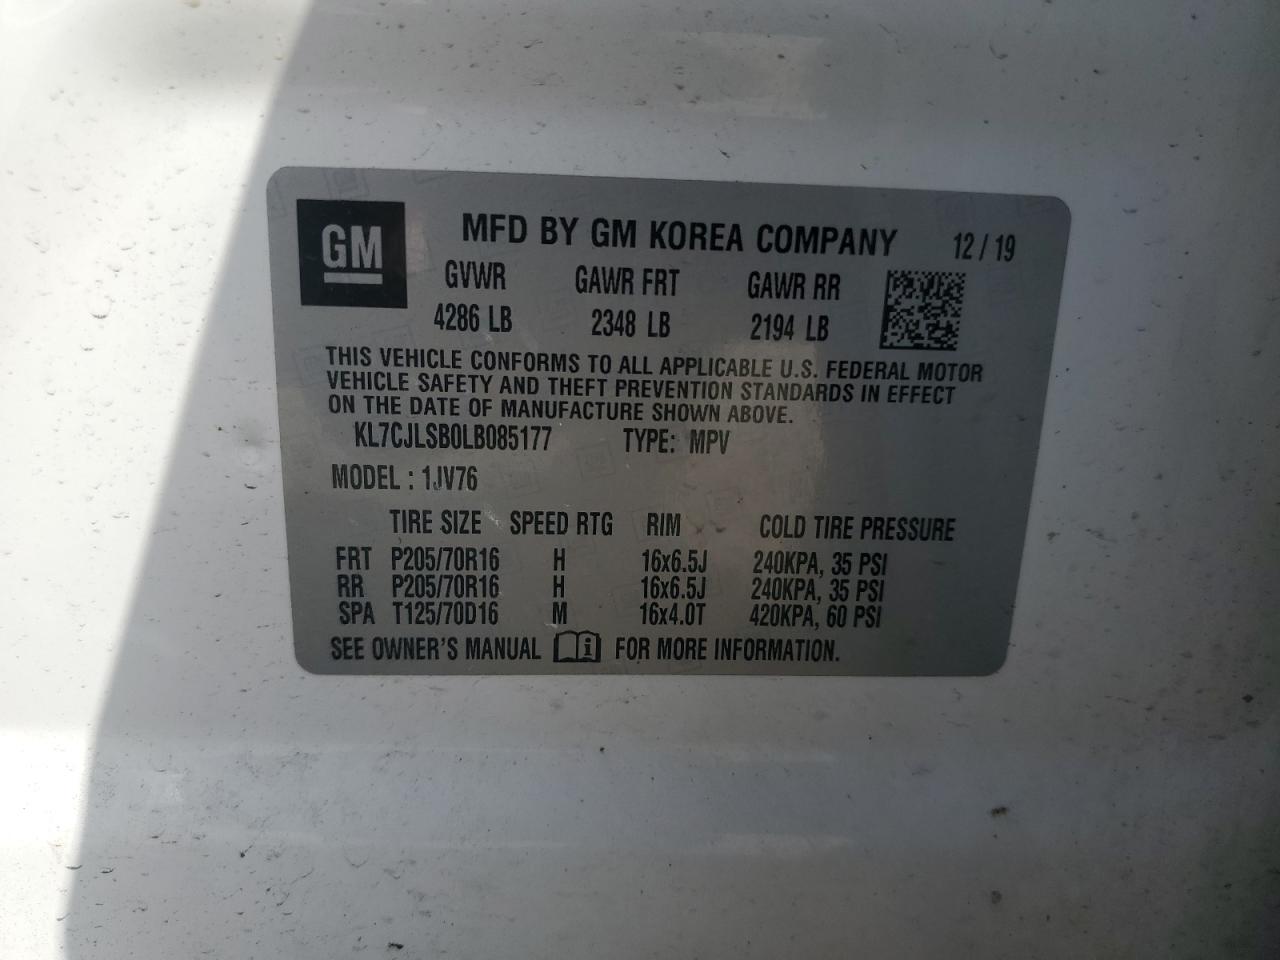 GM
MFD BY GM KOREA COMPANY 12 / 19
GVWR GAWR FRT GAWR RR
4286 LB 2348 LB 2194 LB
THIS VEHICLE CONFORMS TO ALL APPLICABLE U.S. FEDERAL MOTOR
VEHICLE SAFETY AND THEFT PREVENTION STANDARDS IN EFFECT
ON THE DATE OF MANUFACTURE SHOWN ABOVE.
KL7CJLSB0LB085177 TYPE: MPV
MODEL : 1JV76
TIRE SIZE SPEED RTG RIM COLD TIRE PRESSURE
FRT P205/70R16 H 16x6.5J 240KPA, 35 PSI
RR P205/70R16 H 16x6.5J 240KPA, 35 PSI
SPA T125/70D16 M 16x4.0T 420KPA, 60 PSI
SEE OWNER'S MANUAL i FOR MORE INFORMATION.